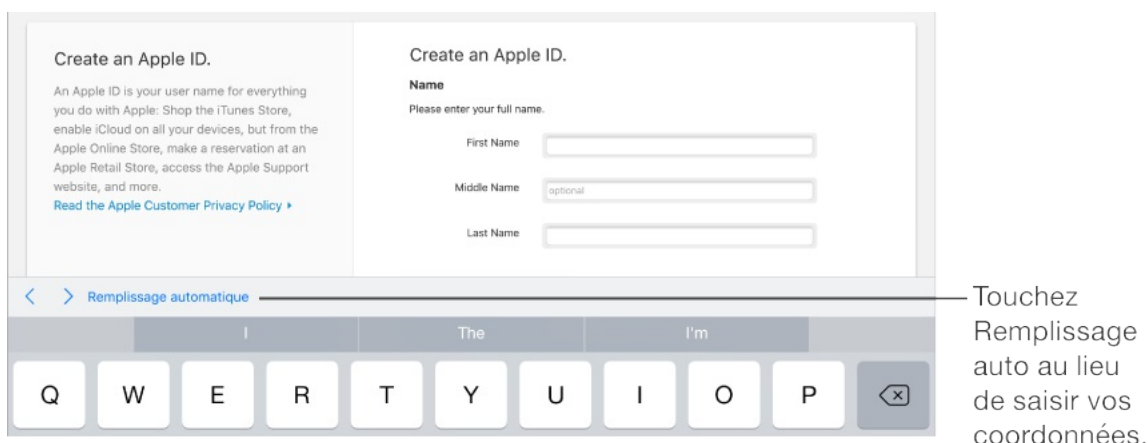 Create an Apple ID.
An Apple ID is your user name for everything
you do with Apple: Shop the iTunes Store,
enable iCloud on all your devices, but from the
Apple Online Store, make a reservation at an
Apple Retail Store, access the Apple Support
website, and more.
Read the Apple Customer Privacy Policy
Create an Apple ID.
Name
Please enter your full name.
First Name
Middle Name optional
Last Name
Remplissage automatique
I The I'm
Q W E R T Y U I O P
Touchez
Remplissage
auto au lieu
de saisir vos
coordonnées.